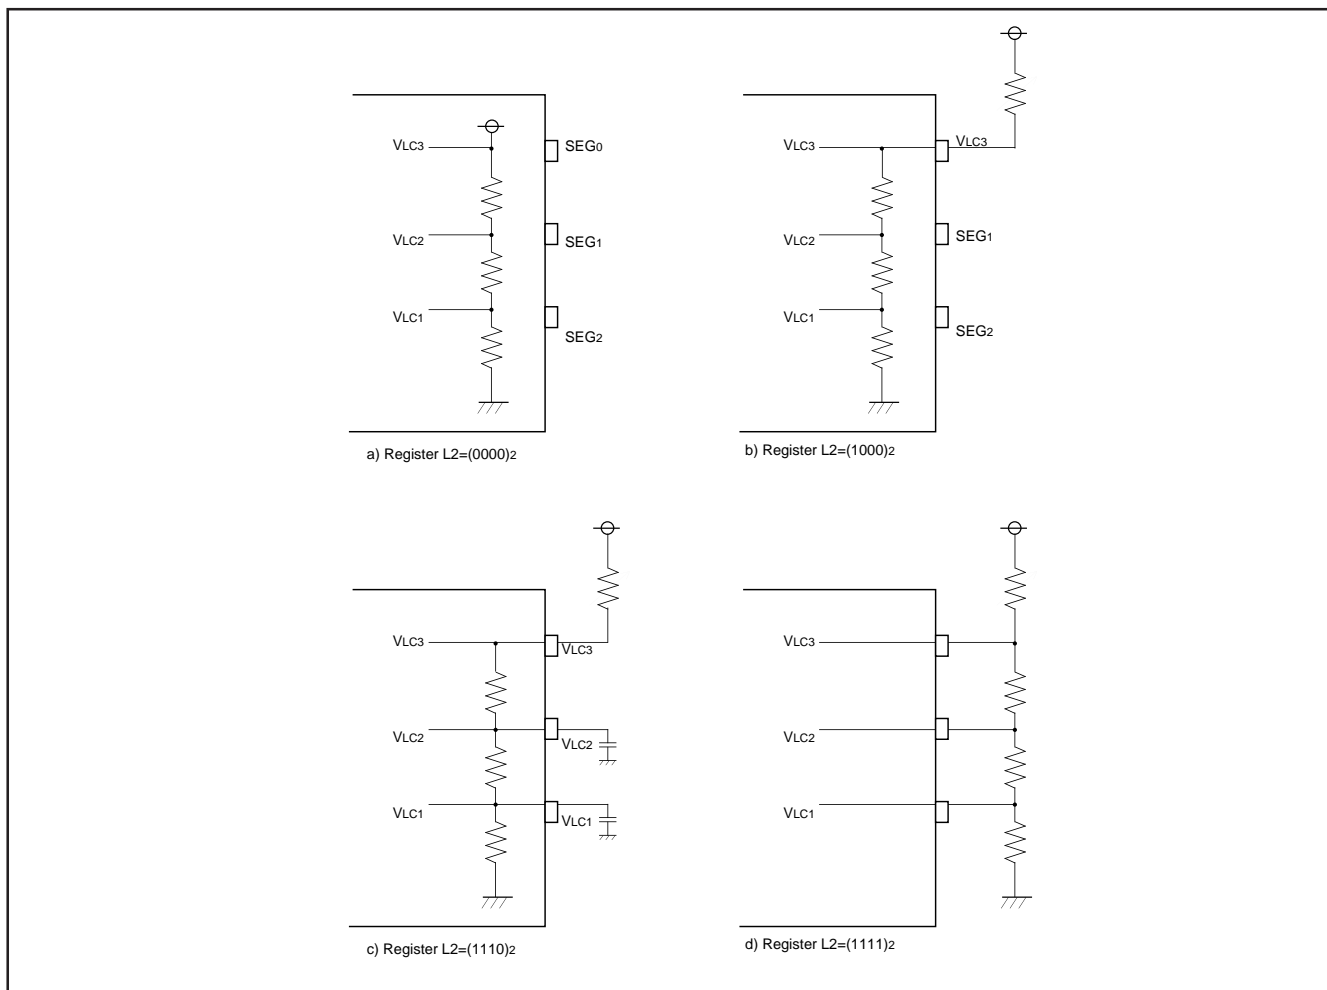 VLC3
SEG0
VLC2
SEG1
VLC1
SEG2
a) Register L2=(0000)2
VLC3
VLC3
VLC2
SEG1
VLC1
SEG2
b) Register L2=(1000)2
VLC3
VLC3
VLC2
VLC2
VLC1
VLC1
c) Register L2=(1110)2
VLC3
VLC2
VLC1
d) Register L2=(1111)2